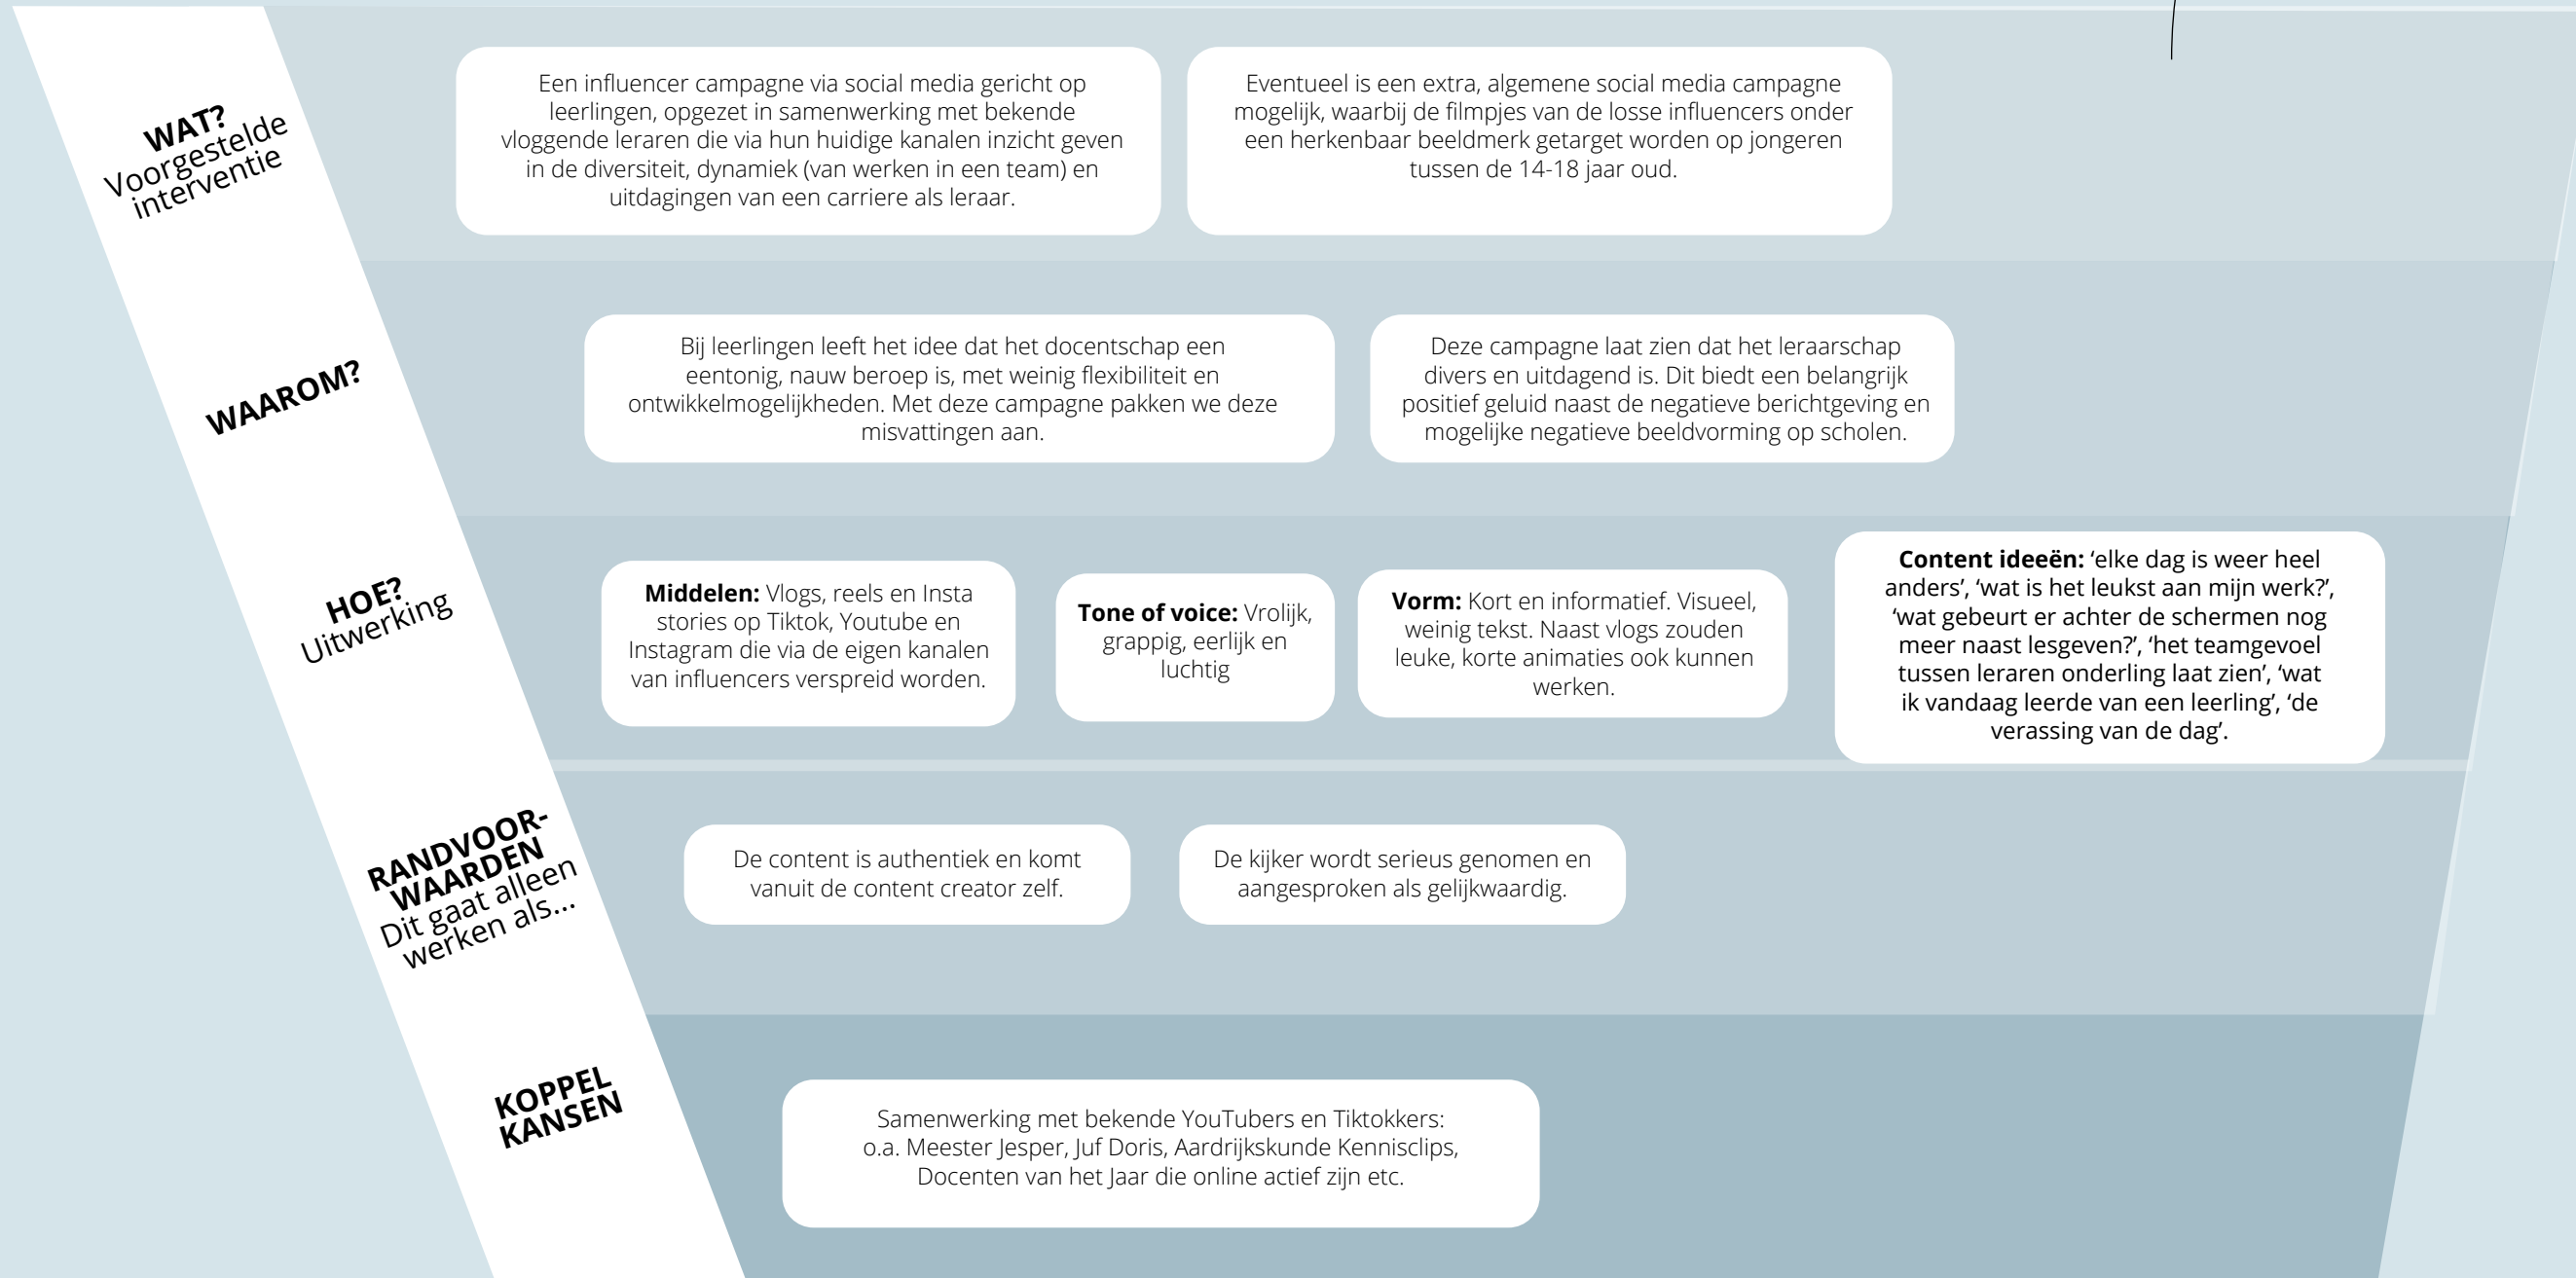 WAT?
Voorgestelde
interventie
Een influencer campagne via social media gericht op
leerlingen, opgezet in samenwerking met bekende
vloggende leraren die via hun huidige kanalen inzicht geven
in de diversiteit, dynamiek (van werken in een team) en
uitdagingen van een carriere als leraar.
Eventueel is een extra, algemene social media campagne
mogelijk, waarbij de filmpjes van de losse influencers onder
een herkenbaar beeldmerk getarget worden op jongeren
tussen de 14-18 jaar oud.
WAAROM?
Bij leerlingen leeft het idee dat het docentschap een
eentonig, nauw beroep is, met weinig flexibiliteit en
ontwikkelmogelijkheden. Met deze campagne pakken we deze
misvattingen aan.
Deze campagne laat zien dat het leraarschap
divers en uitdagend is. Dit biedt een belangrijk
positief geluid naast de negatieve berichtgeving en
mogelijke negatieve beeldvorming op scholen.
HOE?
Uitwerking
Middelen: Vlogs, reels en Insta
stories op Tiktok, Youtube en
Instagram die via de eigen kanalen
van influencers verspreid worden.
Tone of voice: Vrolijk,
grappig, eerlijk en
luchtig
Vorm: Kort en informatief. Visueel,
weinig tekst. Naast vlogs zouden
leuke, korte animaties ook kunnen
werken.
Content ideeën: ‘elke dag is weer heel
anders’, ‘wat is het leukst aan mijn werk?’,
‘wat gebeurt er achter de schermen nog
meer naast lesgeven?’, ‘het teamgevoel
tussen leraren onderling laat zien’, ‘wat
ik vandaag leerde van een leerling’, ‘de
verassing van de dag’.
RANDVOOR-
WAARDEN
Dit gaat alleen
werken als...
De content is authentiek en komt
vanuit de content creator zelf.
De kijker wordt serieus genomen en
aangesproken als gelijkwaardig.
KOPPEL
KANSEN
Samenwerking met bekende YouTubers en Tiktokkers:
o.a. Meester Jesper, Juf Doris, Aardrijkskunde Kennisclips,
Docenten van het Jaar die online actief zijn etc.